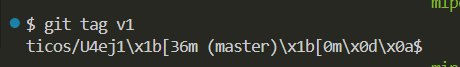 $ git tag v1
ticos/U4ej1\x1b[36m (master)\x1b[0m\x0d\x0a$